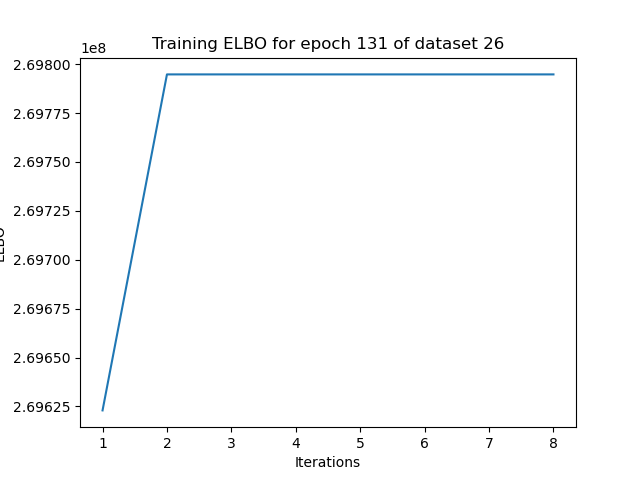 Training ELBO for epoch 131 of dataset 26
1e8
2.69800
2.69775
2.69750
2.69725
2.69700
2.69675
2.69650
2.69625
ELBO
1 2 3 4 5 6 7 8
Iterations